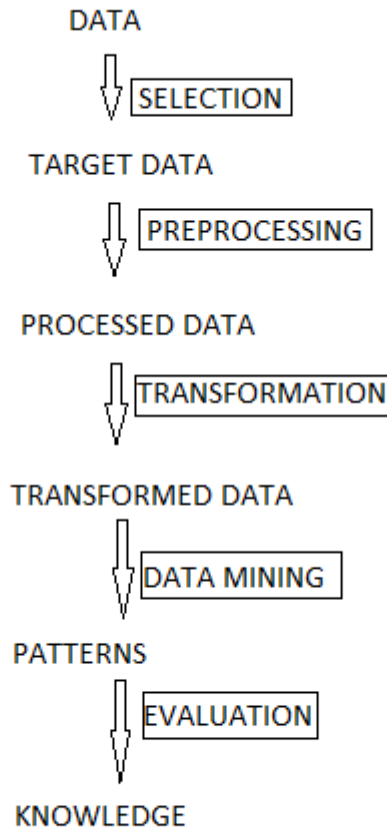 DATA
SELECTION
TARGET DATA
PREPROCESSING
PROCESSED DATA
TRANSFORMATION
TRANSFORMED DATA
DATA MINING
PATTERNS
EVALUATION
KNOWLEDGE